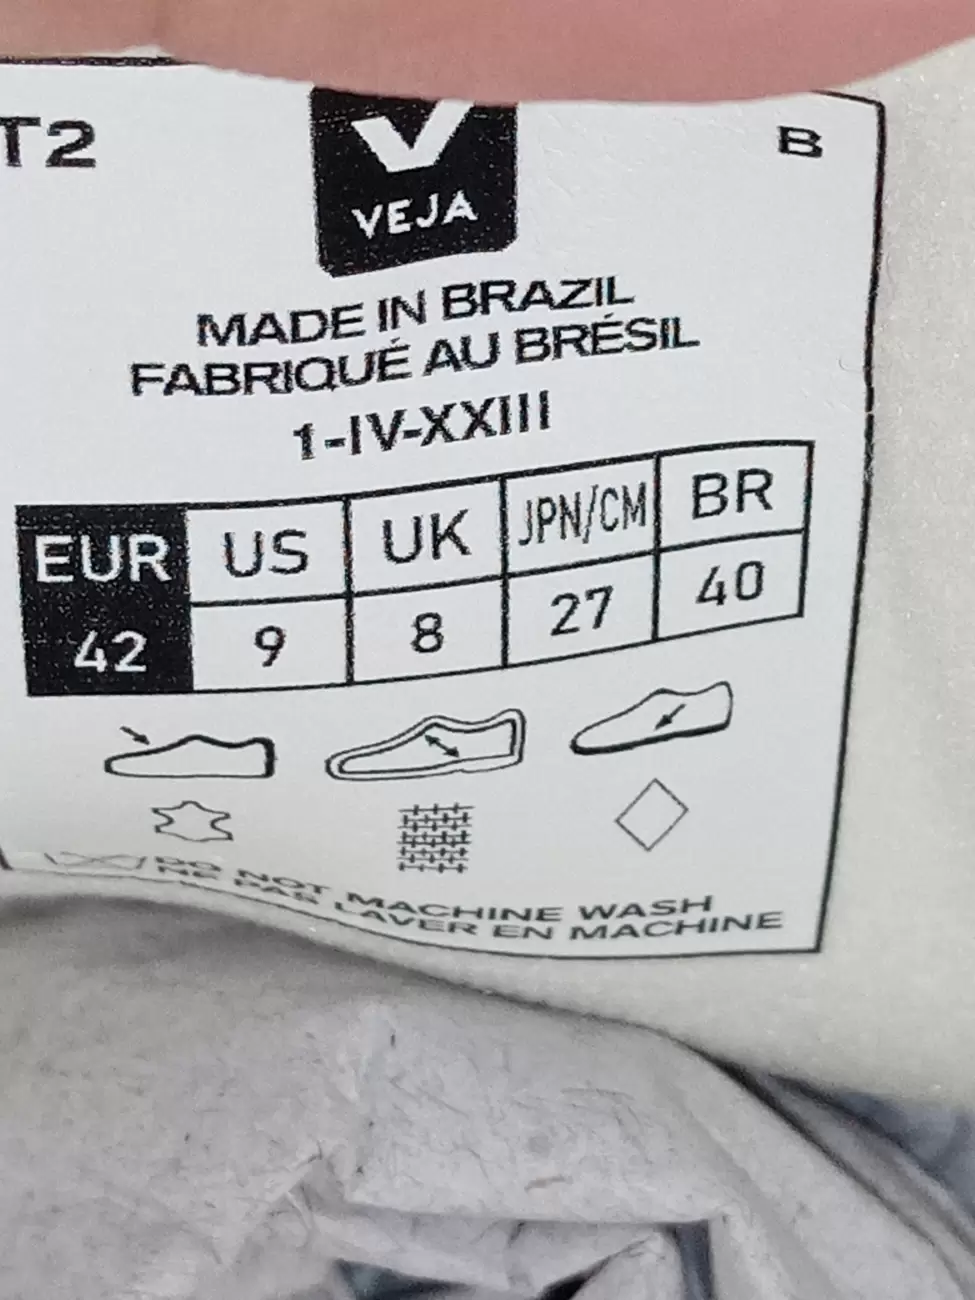 T2
B
VEJA
MADE IN BRAZIL
FABRIQUÉ AU BRÉSIL
1-IV-XXIII
EUR US UK JPN/CM BR
42 9 8 27 40
DO NOT MACHINE WASH
NE PAS LAVER EN MACHINE